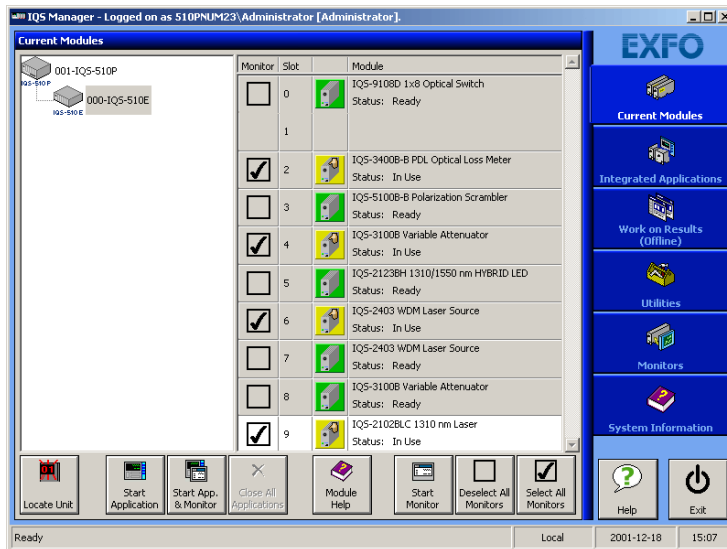 IQS Manager - Logged on as 510PNUM23\Administrator [Administrator].
Current Modules
001-IQS-510P
IQS-510P
000-IQS-510E
IQS-510E
Monitor Slot Module
0 IQS-9108D 1x8 Optical Switch
Status: Ready
1
2 IQS-3400B-B PDL Optical Loss Meter
Status: In Use
3 IQS-5100B-B Polarization Scrambler
Status: Ready
4 IQS-3100B Variable Attenuator
Status: In Use
5 IQS-2123BH 1310/1550 nm HYBRID LED
Status: Ready
6 IQS-2403 WDM Laser Source
Status: In Use
7 IQS-2403 WDM Laser Source
Status: Ready
8 IQS-3100B Variable Attenuator
Status: Ready
9 IQS-2102BLC 1310 nm Laser
Status: In Use
EXFO
Current Modules
Integrated Applications
Work on Results
(Offline)
Utilities
Monitors
System Information
Locate Unit
Start
Application
Start App.
& Monitor
Close All
Applications
Module
Help
Start
Monitor
Deselect All
Monitors
Select All
Monitors
Help
Exit
Ready
Local
2001-12-18
15:07